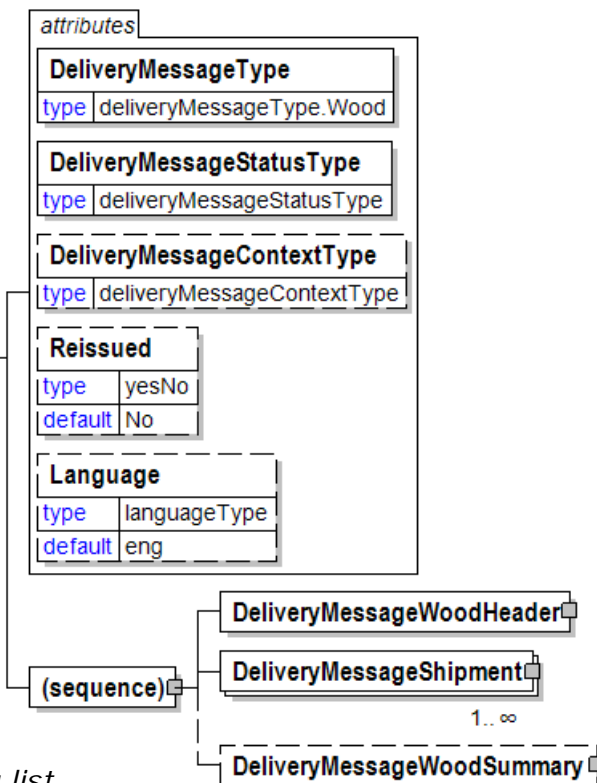 attributes
DeliveryMessageType
type deliveryMessageType.Wood
DeliveryMessageStatusType
type deliveryMessageStatusType
DeliveryMessageContextType
type deliveryMessageContextType
Reissued
type yesNo
default No
Language
type languageType
default eng
DeliveryMessageWoodHeader
(sequence)
DeliveryMessageShipment
1.. ∞
DeliveryMessageWoodSummary
list